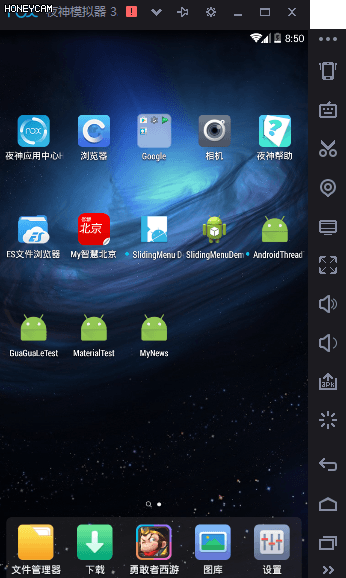 HONEYCAM
nox 夜神模拟器 3
8:50
夜神应用中心
浏览器
Google
相机
夜神帮助
ES文件浏览器
My智慧北京
SlidingMenu D
SlidingMenuDem
AndroidThread
GuaGuaLeTest
MaterialTest
MyNews
文件管理器
下载
勇敢者西游
图库
设置